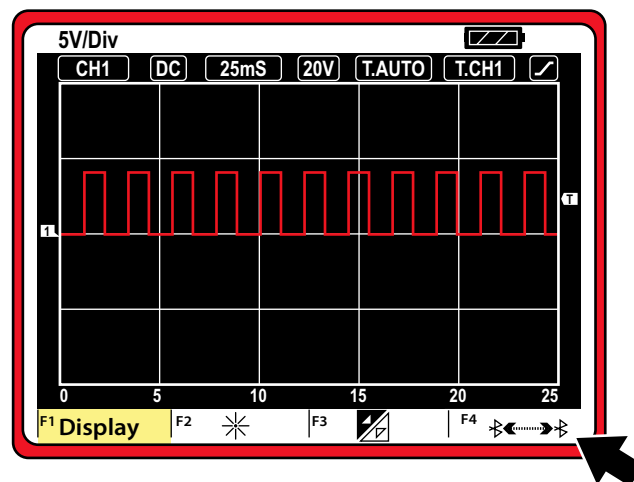 5V/Div
CH1 DC 25mS 20V T.AUTO T.CH1
T
1
0 5 10 15 20 25
F1 Display F2 F3 F4